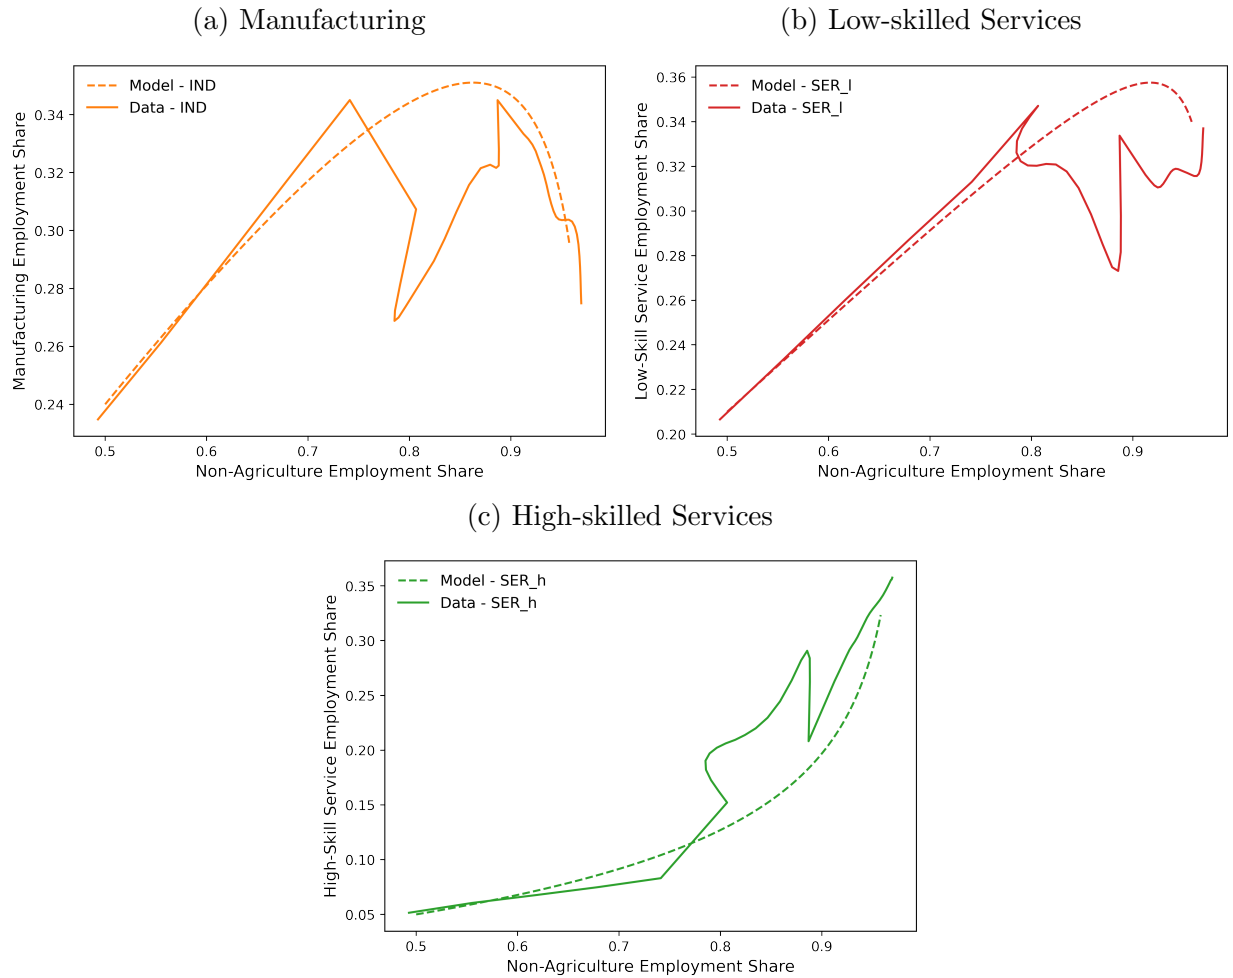 (a) Manufacturing
Model - IND
Data - IND
0.34
0.32
0.30
0.28
0.26
0.24
Manufacturing Employment Share
0.5 0.6 0.7 0.8 0.9
Non-Agriculture Employment Share
(b) Low-skilled Services
Model - SER_l
Data - SER_l
0.36
0.34
0.32
0.30
0.28
0.26
0.24
0.22
0.20
Low-Skill Service Employment Share
0.5 0.6 0.7 0.8 0.9
Non-Agriculture Employment Share
(c) High-skilled Services
Model - SER_h
Data - SER_h
0.35
0.30
0.25
0.20
0.15
0.10
0.05
High-Skill Service Employment Share
0.5 0.6 0.7 0.8 0.9
Non-Agriculture Employment Share